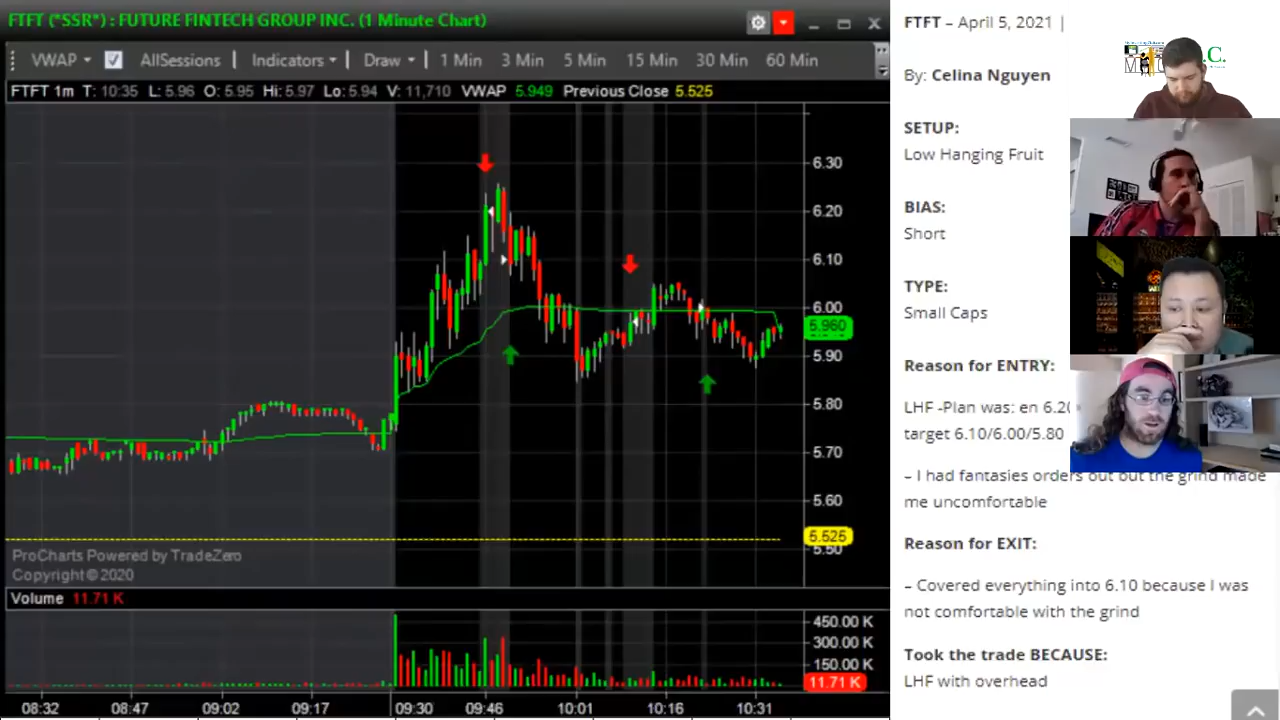 FTFT ("SSR") : FUTURE FINTECH GROUP INC. (1 Minute Chart)
VWAP AllSessions Indicators Draw 1 Min 3 Min 5 Min 15 Min 30 Min 60 Min
FTFT 1m T: 10:35 L: 5.96 O: 5.95 Hi: 5.97 Lo: 5.94 V: 11,710 VWAP 5.949 Previous Close 5.525
6.30
6.20
6.10
6.00
5.960
5.90
5.80
5.70
5.60
5.525
5.50
ProCharts Powered by TradeZero
Copyright © 2020
Volume 11.71 K
450.00 K
300.00 K
150.00 K
11.71 K
08:32 08:47 09:02 09:17 09:30 09:46 10:01 10:16 10:31
FTFT – April 5, 2021 |
By: Celina Nguyen
SETUP:
Low Hanging Fruit
BIAS:
Short
TYPE:
Small Caps
Reason for ENTRY:
LHF -Plan was: en 6.20
target 6.10/6.00/5.80
– I had fantasies orders out but the grind made
me uncomfortable
Reason for EXIT:
– Covered everything into 6.10 because I was
not comfortable with the grind
Took the trade BECAUSE:
LHF with overhead